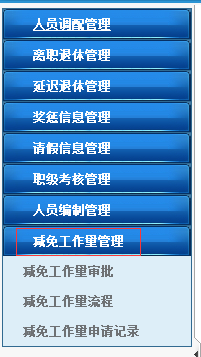 人员调配管理
离职退休管理
延迟退休管理
奖惩信息管理
请假信息管理
职级考核管理
人员编制管理
减免工作量管理
减免工作量审批
减免工作量流程
减免工作量申请记录